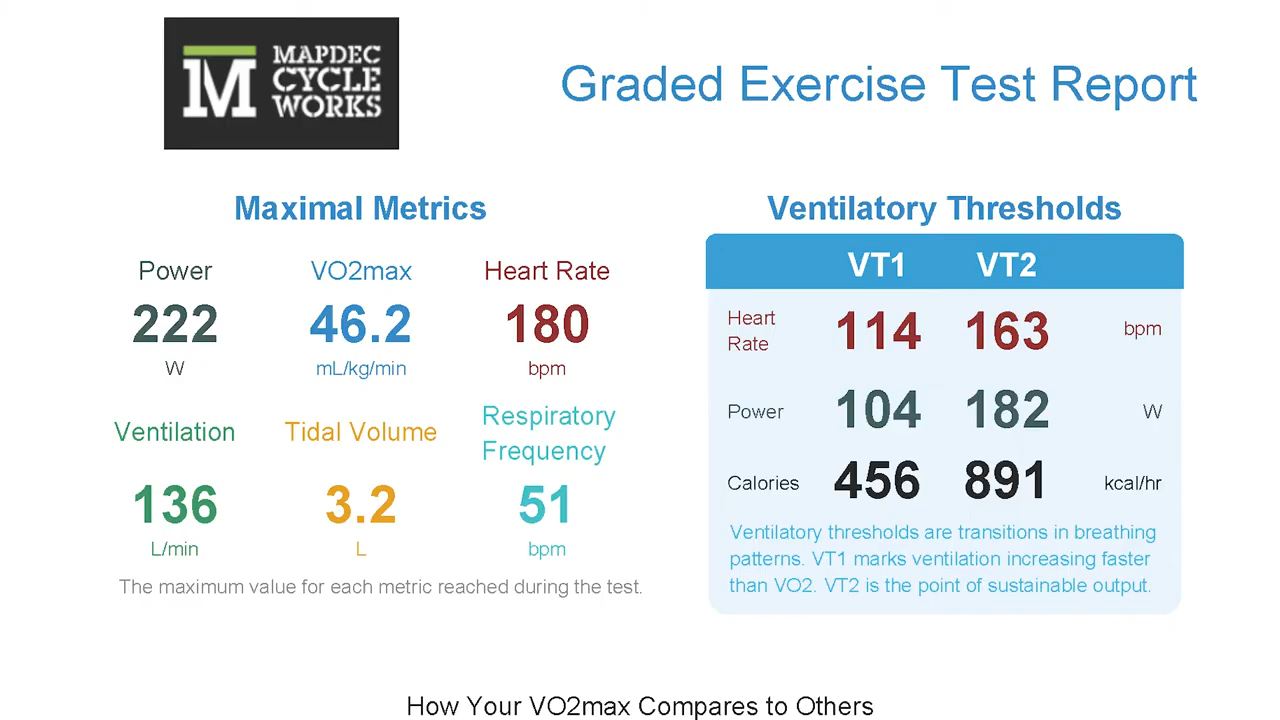 MAPDEC
CYCLE
WORKS
Graded Exercise Test Report
Maximal Metrics
Power
VO2max
Heart Rate
222
46.2
180
W
mL/kg/min
bpm
Ventilation
Tidal Volume
Respiratory
Frequency
136
3.2
51
L/min
L
bpm
The maximum value for each metric reached during the test.
Ventilatory Thresholds
VT1 VT2
Heart
Rate
114 163 bpm
Power 104 182 W
Calories 456 891 kcal/hr
Ventilatory thresholds are transitions in breathing
patterns. VT1 marks ventilation increasing faster
than VO2. VT2 is the point of sustainable output.
How Your VO2max Compares to Others